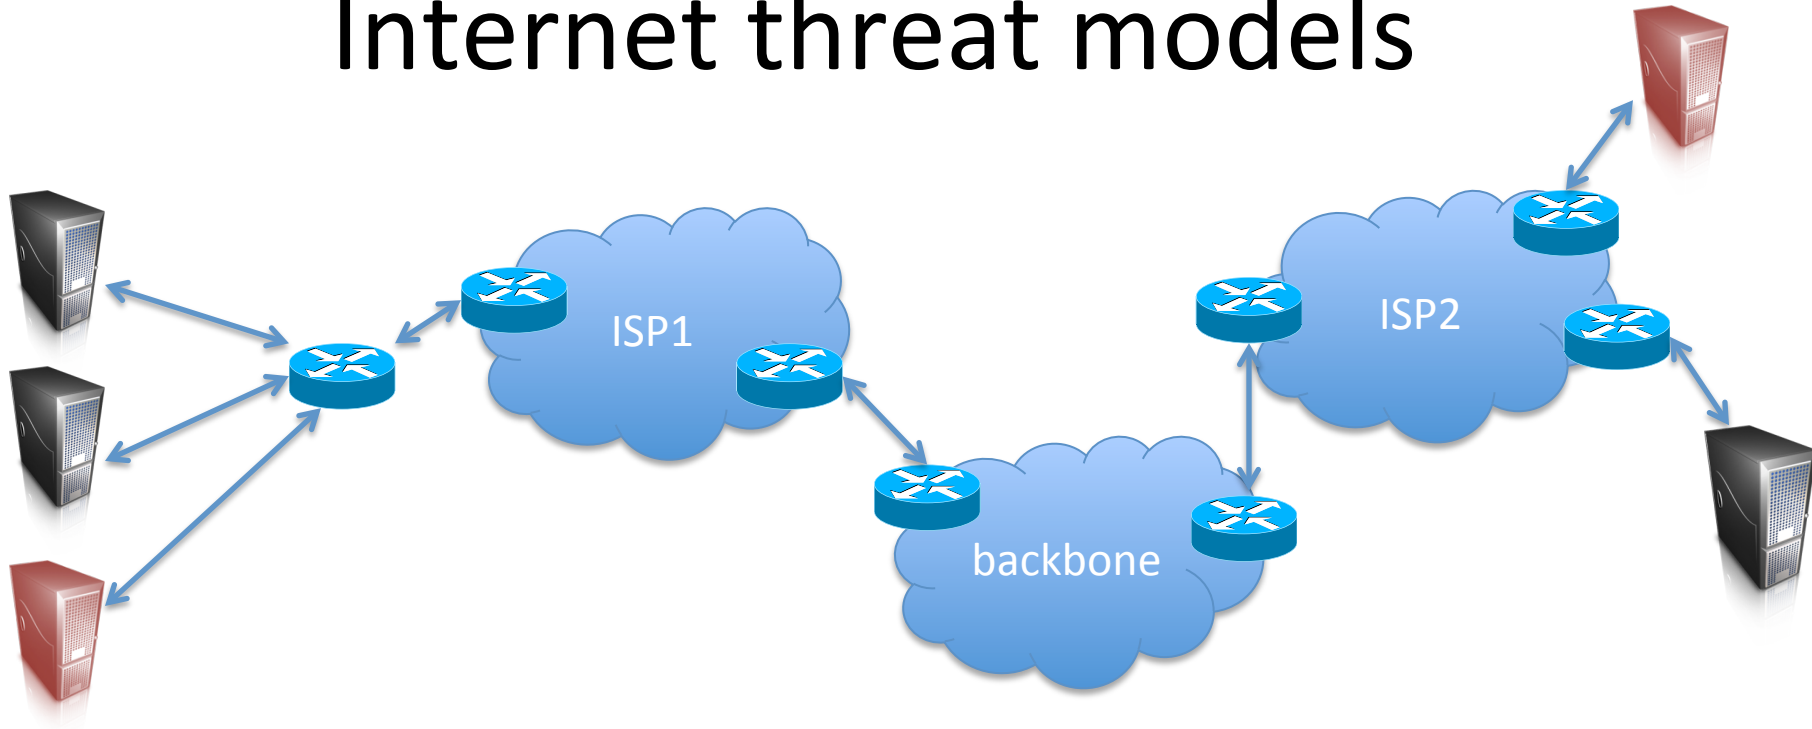 Internet threat models
ISP1
ISP2
backbone